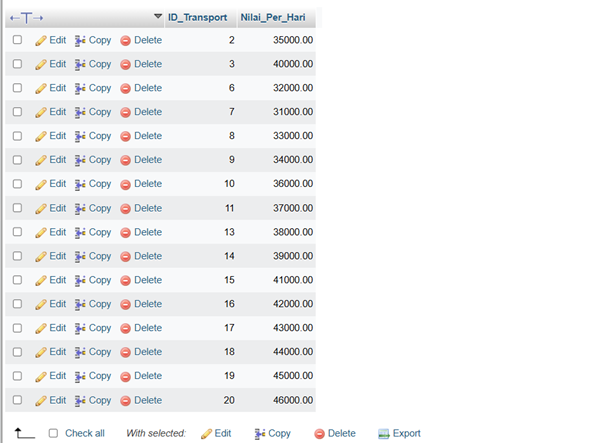 ID_Transport Nilai_Per_Hari
Edit Copy Delete 2 35000.00
Edit Copy Delete 3 40000.00
Edit Copy Delete 6 32000.00
Edit Copy Delete 7 31000.00
Edit Copy Delete 8 33000.00
Edit Copy Delete 9 34000.00
Edit Copy Delete 10 36000.00
Edit Copy Delete 11 37000.00
Edit Copy Delete 13 38000.00
Edit Copy Delete 14 39000.00
Edit Copy Delete 15 41000.00
Edit Copy Delete 16 42000.00
Edit Copy Delete 17 43000.00
Edit Copy Delete 18 44000.00
Edit Copy Delete 19 45000.00
Edit Copy Delete 20 46000.00
Check all With selected: Edit Copy Delete Export